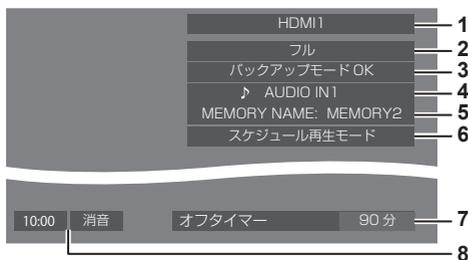 HDMI1 1
フル 2
バックアップモード OK 3
♪ AUDIO IN1 4
MEMORY NAME: MEMORY2 5
スケジュール再生モード 6
10:00 消音 オフタイマー 90 分 7
8